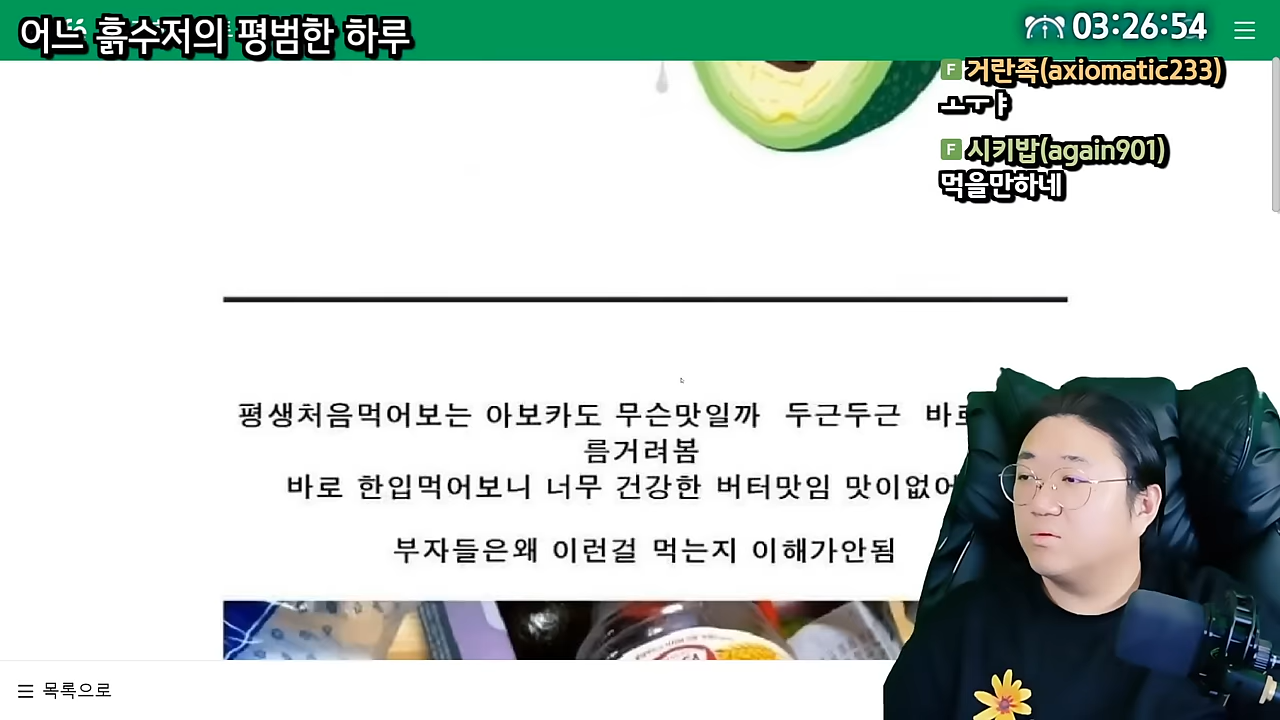 어느 흙수저의 평범한 하루
03:26:54
F 거란족(axiomatic233)
ㅗㅜㅑ
F 시키밥(again901)
먹을만하네
평생처음먹어보는 아보카도 무슨맛일까 두근두근 바로
름거려봄
바로 한입먹어보니 너무 건강한 버터맛임 맛이없어
부자들은왜 이런걸 먹는지 이해가안됨
목록으로